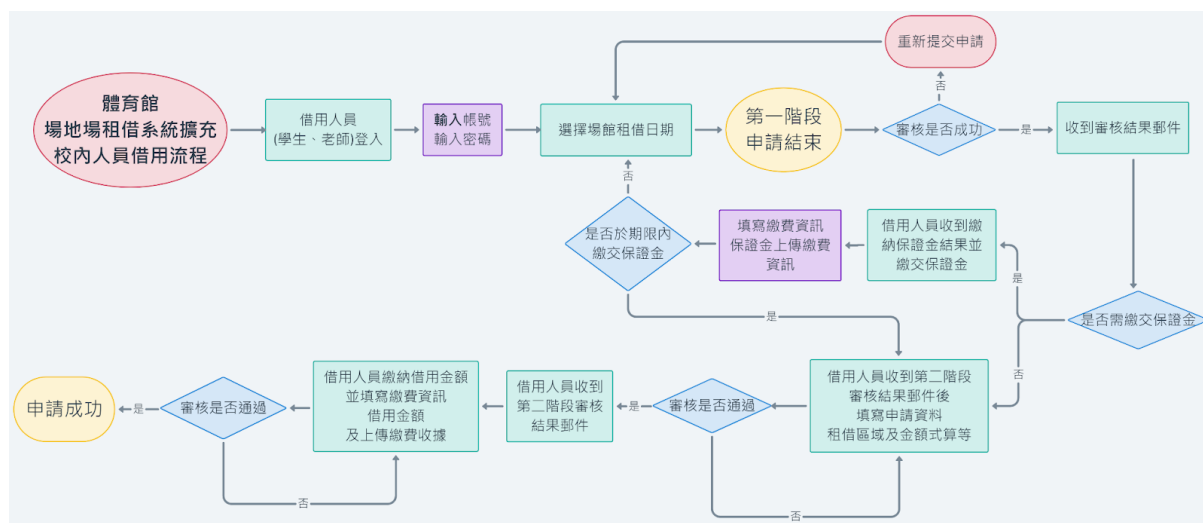 重新提交申請
否
體育館
場地場租借系統擴充
校內人員借用流程
借用人員
(學生、老師)登入
輸入帳號
輸入密碼
選擇場館租借日期
第一階段
申請結束
審核是否成功
是
收到審核結果郵件
否
是否於期限內
繳交保證金
填寫繳費資訊
保證金上傳繳費
資訊
借用人員收到繳
納保證金結果並
繳交保證金
是
是否需繳交保證金
是
否
申請成功
是
審核是否通過
否
借用人員繳納借用金額
並填寫繳費資訊
借用金額
及上傳繳費收據
借用人員收到
第二階段審核
結果郵件
是
審核是否通過
否
借用人員收到第二階段
審核結果郵件後
填寫申請資料
租借區域及金額式算等